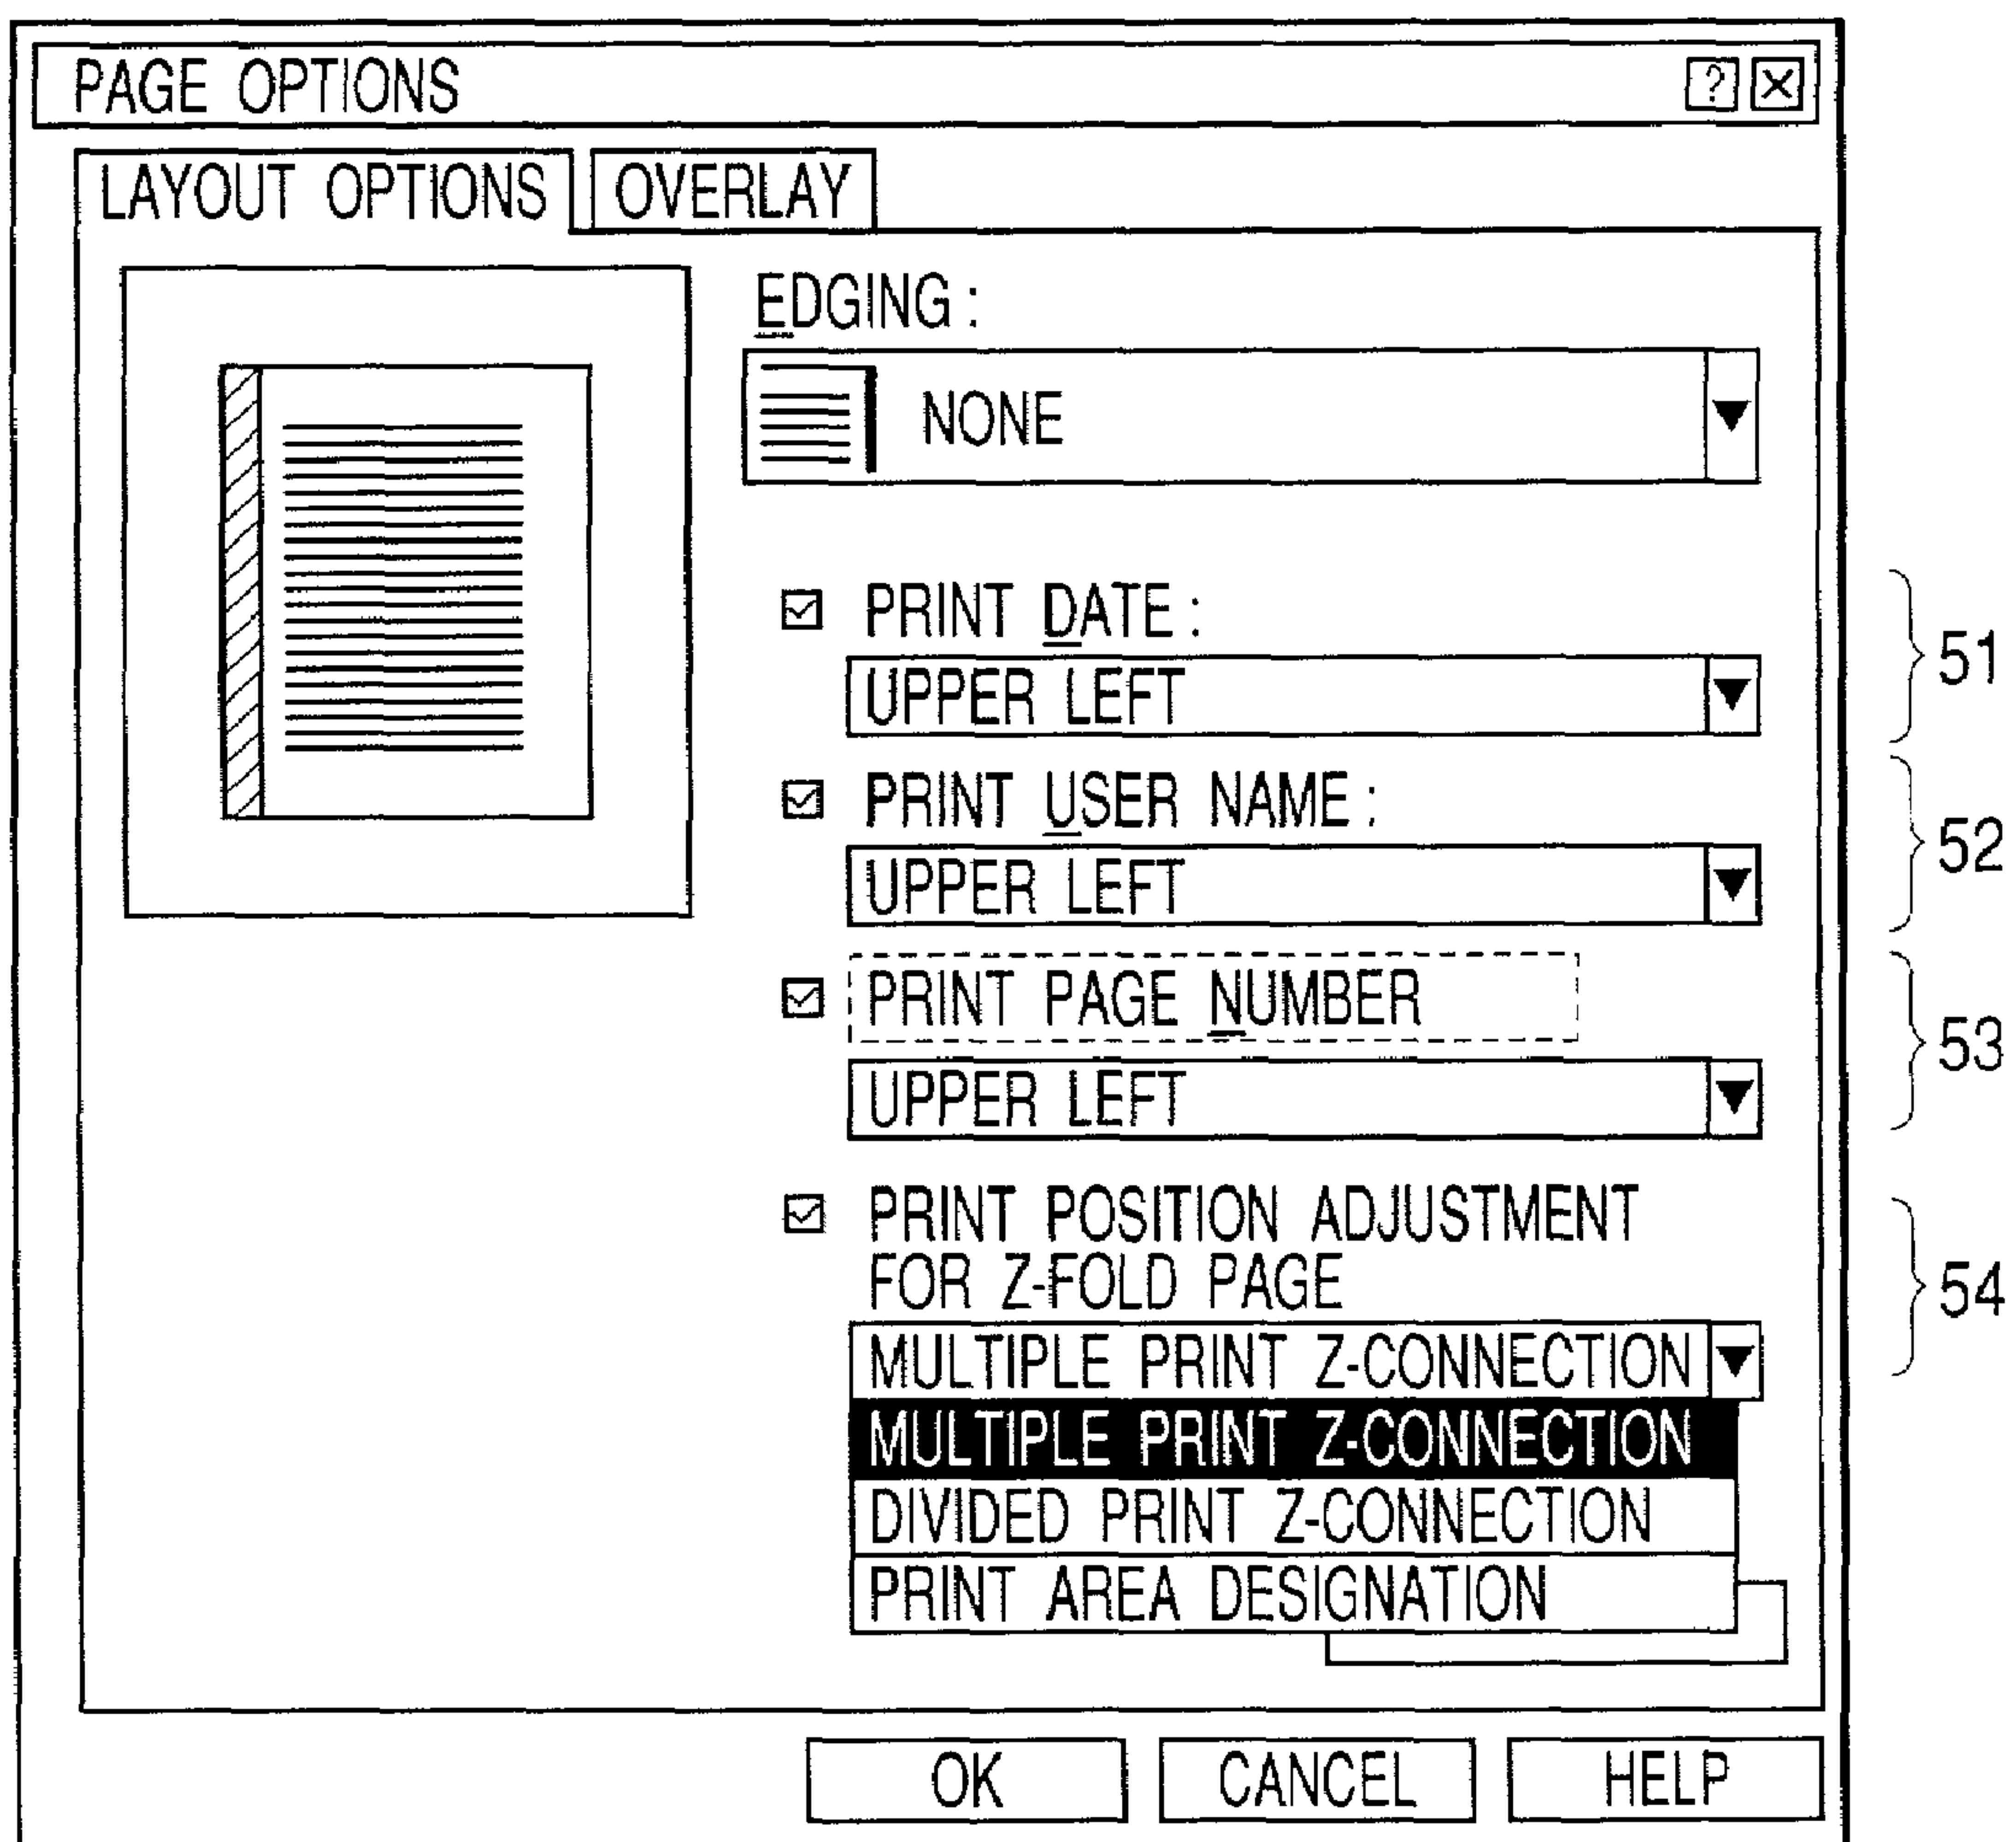 PAGE OPTIONS ?
LAYOUT OPTIONS OVERLAY
EDGING :
NONE
PRINT DATE :
UPPER LEFT
51
PRINT USER NAME :
UPPER LEFT
52
PRINT PAGE NUMBER
UPPER LEFT
53
PRINT POSITION ADJUSTMENT
FOR Z-FOLD PAGE
54
MULTIPLE PRINT Z-CONNECTION
MULTIPLE PRINT Z-CONNECTION
DIVIDED PRINT Z-CONNECTION
PRINT AREA DESIGNATION
OK CANCEL HELP